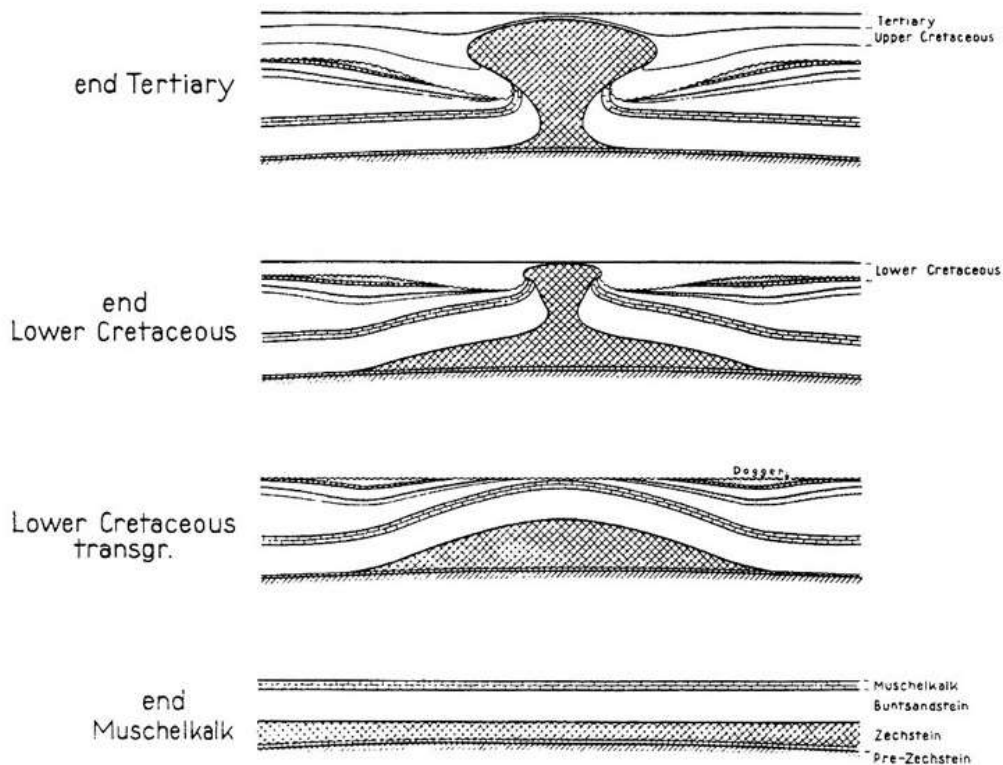 Tertiary
Upper Cretaceous
end Tertiary
Lower Cretaceous
end
Lower Cretaceous
Dogger
Lower Cretaceous
transgr.
Muschelkalk
Buntsandstein
end
Muschelkalk
Zechstein
Pre-Zechstein